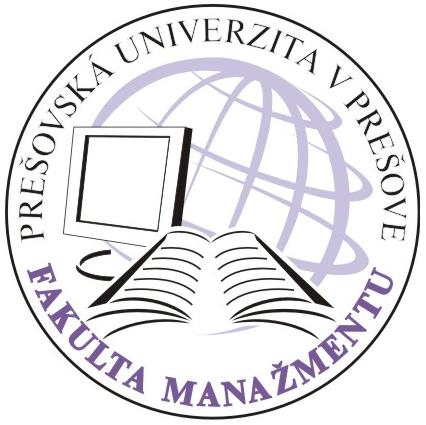 PREŠOVSKÁ UNIVERZITA V PREŠOVE
FAKULTA MANAŽMENTU